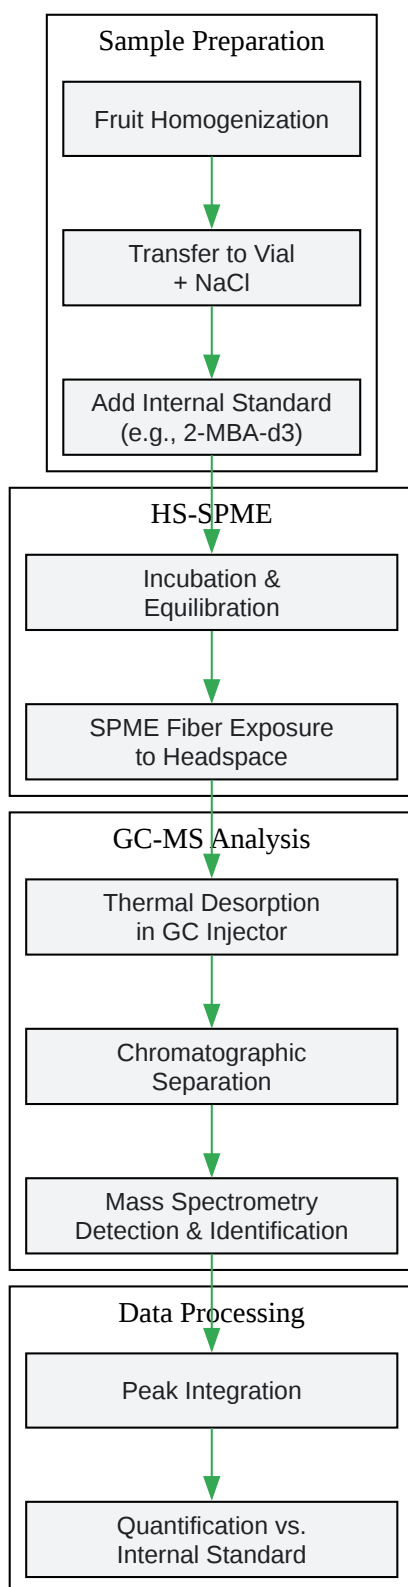 Sample Preparation
Fruit Homogenization
Transfer to Vial
+ NaCl
Add Internal Standard
(e.g., 2-MBA-d3)
HS-SPME
Incubation &
Equilibration
SPME Fiber Exposure
to Headspace
GC-MS Analysis
Thermal Desorption
in GC Injector
Chromatographic
Separation
Mass Spectrometry
Detection & Identification
Data Processing
Peak Integration
Quantification vs.
Internal Standard